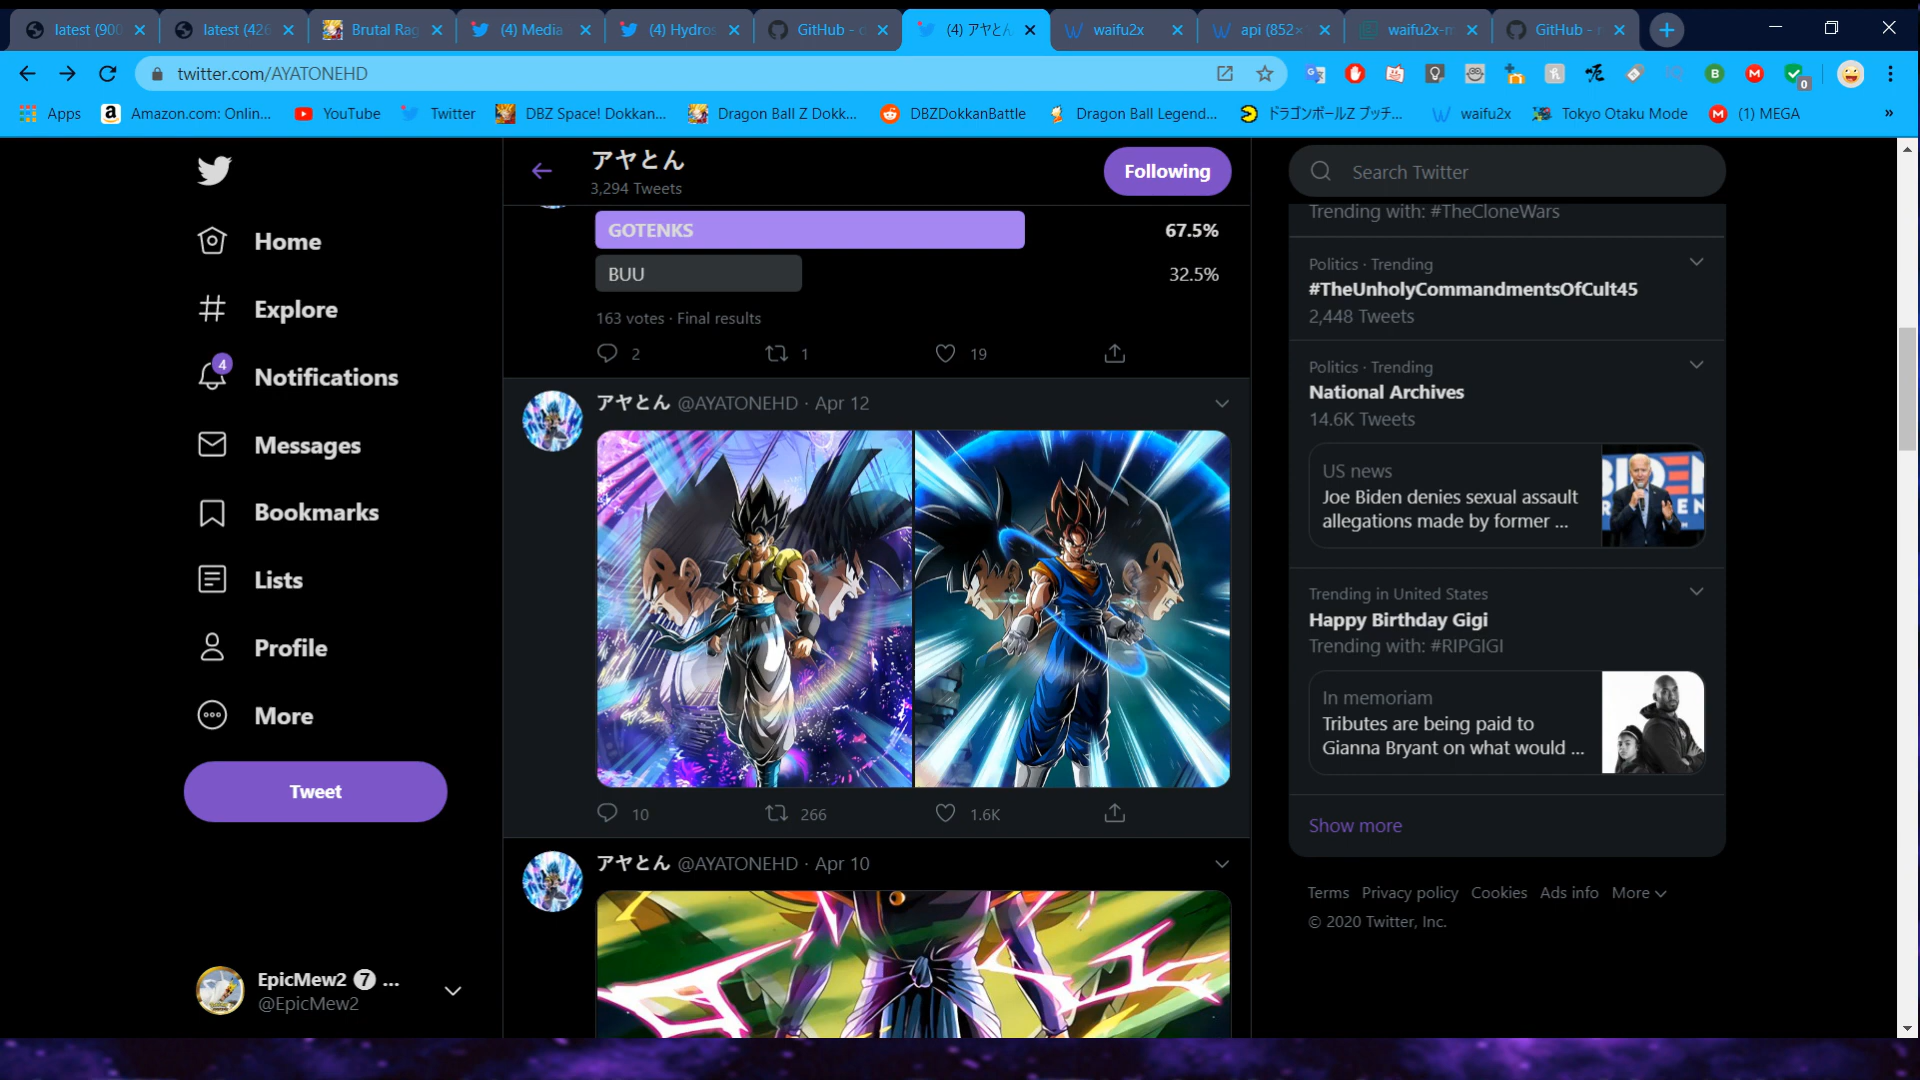 latest (900
latest (426
Brutal Rag
(4) Media
(4) Hydros
GitHub - c
(4) アヤとん
waifu2x
api (852×
waifu2x-m
GitHub - n
twitter.com/AYATONEHD
0
Apps
Amazon.com: Onlin...
YouTube
Twitter
DBZ Space! Dokkan...
Dragon Ball Z Dokk...
DBZDokkanBattle
Dragon Ball Legend...
ドラゴンボールZ ブッチ...
waifu2x
Tokyo Otaku Mode
(1) MEGA
»
Home
Explore
4
Notifications
Messages
Bookmarks
Lists
Profile
More
Tweet
EpicMew2 7 ...
@EpicMew2
アヤとん
3,294 Tweets
Following
GOTENKS 67.5%
BUU 32.5%
163 votes · Final results
2 1 19
アヤとん @AYATONEHD · Apr 12
10 266 1.6K
アヤとん @AYATONEHD · Apr 10
Search Twitter
Trending with: #TheCloneWars
Politics · Trending
#TheUnholyCommandmentsOfCult45
2,448 Tweets
Politics · Trending
National Archives
14.6K Tweets
US news
Joe Biden denies sexual assault
allegations made by former ...
Trending in United States
Happy Birthday Gigi
Trending with: #RIPGIGI
In memoriam
Tributes are being paid to
Gianna Bryant on what would ...
Show more
Terms Privacy policy Cookies Ads info More
© 2020 Twitter, Inc.